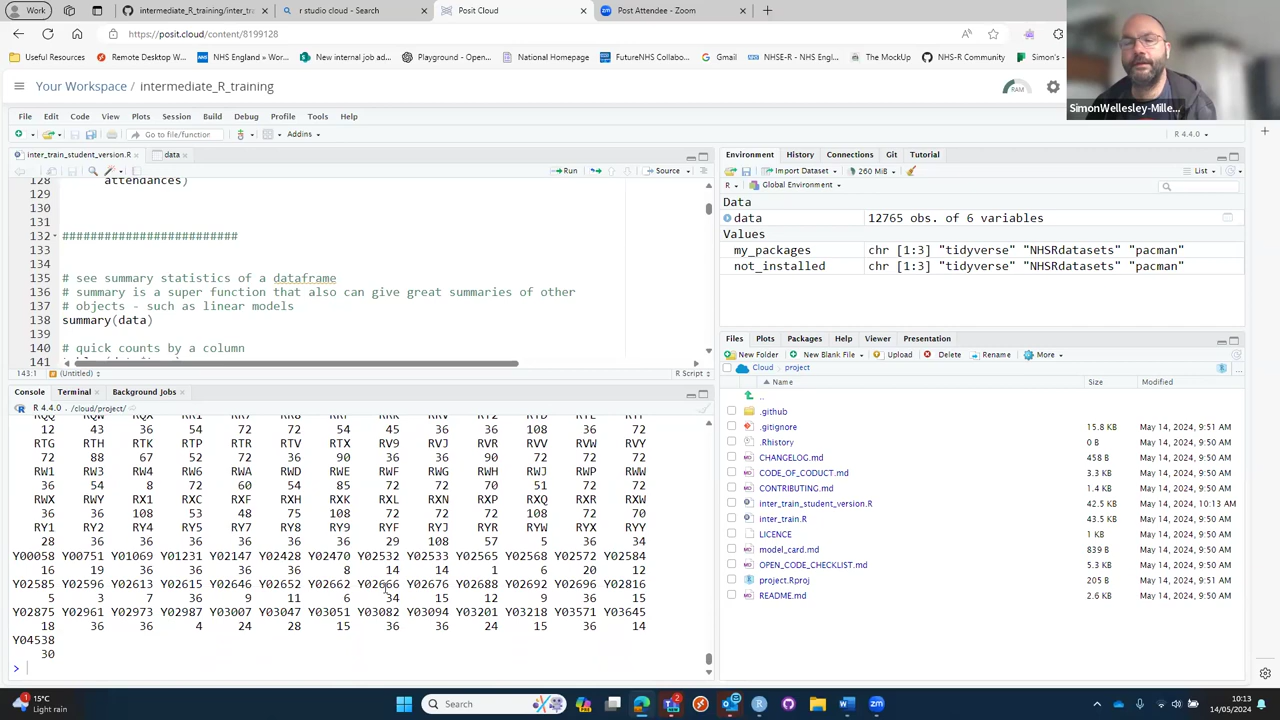 Work
intermediate_R_training/inter_tra
r studio cloud - Search
Posit Cloud
Post Attendee - Zoom
https://posit.cloud/content/8199128
Useful Resources
Remote Desktop W...
NHS England » Wor...
New internal job ad...
Playground - Open...
National Homepage
FutureNHS Collabo...
Gmail
NHSE-R - NHS Engl...
The MockUp
NHS-R Community
Simon's -
Your Workspace / intermediate_R_training
RAM
SimonWellesley-Mille...
File Edit Code View Plots Session Build Debug Profile Tools Help
Go to file/function
Addins
R 4.4.0
inter_train_student_version.R
data
Run
Source
128 attendances)
129
130
131
132 #########################
133
134
135 # see summary statistics of a dataframe
136 # summary is a super function that also can give great summaries of other
137 # objects - such as linear models
138 summary(data)
139
140 # quick counts by a column
141
143:1 (Untitled) R Script
Console Terminal Background Jobs
R 4.4.0 · /cloud/project/
12 43 36 54 72 72 54 45 36 72 108 36 72
RTG RTH RTK RTP RTR RTV RTX RV9 RVJ RVR RVV RVW RVY
72 88 67 52 72 36 90 36 36 90 72 72 72
RW1 RW3 RW4 RW6 RWA RWD RWE RWF RWG RWH RWJ RWP RWW
36 54 8 72 60 54 85 72 72 70 51 72 72
RWX RWY RX1 RXC RXF RXH RXK RXL RXN RXP RXQ RXR RXW
36 36 108 53 48 75 108 72 72 108 72 72 70
RY1 RY2 RY4 RY5 RY7 RY8 RY9 RYF RYJ RYR RYW RYX RYY
28 36 36 36 36 36 36 29 108 57 5 36 34
Y00058 Y00751 Y01069 Y01231 Y02147 Y02428 Y02470 Y02532 Y02533 Y02567 Y02568 Y02572 Y02584
16 19 36 36 36 36 8 14 14 1 6 20 12
Y02585 Y02596 Y02613 Y02615 Y02646 Y02652 Y02662 Y02666 Y02676 Y02688 Y02692 Y02696 Y02816
5 3 7 36 9 11 6 34 15 12 9 36 15
Y02875 Y02961 Y02973 Y02987 Y03007 Y03047 Y03051 Y03082 Y03094 Y03201 Y03218 Y03571 Y03645
18 36 36 4 24 28 15 36 36 24 15 36 14
Y04538
30
>
Environment History Connections Git Tutorial
Import Dataset
260 MiB
List
R
Global Environment
Data
data 12765 obs. of 6 variables
Values
my_packages chr [1:3] "tidyverse" "NHSRdatasets" "pacman"
not_installed chr [1:3] "tidyverse" "NHSRdatasets" "pacman"
Files Plots Packages Help Viewer Presentation
New Folder New Blank File Upload Delete Rename More
Cloud project
Name Size Modified
..
.github
.gitignore 15.8 KB May 14, 2024, 9:51 AM
.Rhistory 0 B May 14, 2024, 9:51 AM
CHANGELOG.md 458 B May 14, 2024, 9:50 AM
CODE_OF_CODUCT.md 3.3 KB May 14, 2024, 9:50 AM
CONTRIBUTING.md 1.4 KB May 14, 2024, 9:50 AM
inter_train_student_version.R 42.5 KB May 14, 2024, 10:13 AM
inter_train.R 43.5 KB May 14, 2024, 9:50 AM
LICENCE 1.1 KB May 14, 2024, 9:50 AM
model_card.md 839 B May 14, 2024, 9:50 AM
OPEN_CODE_CHECKLIST.md 5.3 KB May 14, 2024, 9:50 AM
project.Rproj 205 B May 14, 2024, 9:51 AM
README.md 2.6 KB May 14, 2024, 9:50 AM
15°C
Light rain
Search
10:13
14/05/2024